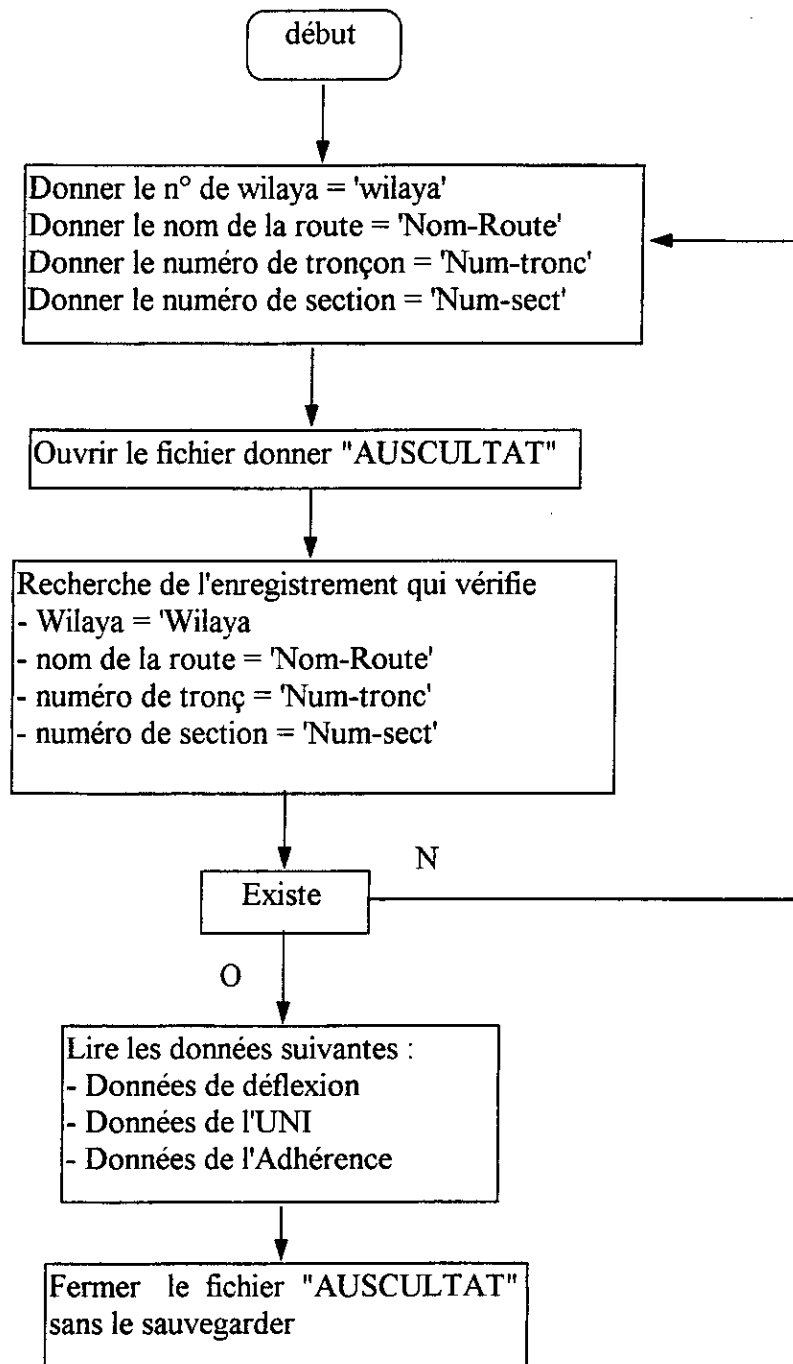 début
Donner le n° de wilaya = 'wilaya'
Donner le nom de la route = 'Nom-Route'
Donner le numéro de tronçon = 'Num-tronc'
Donner le numéro de section = 'Num-sect'
Ouvrir le fichier donner "AUSCULTAT"
Recherche de l'enregistrement qui vérifie
- Wilaya = 'Wilaya
- nom de la route = 'Nom-Route'
- numéro de tronç = 'Num-tronc'
- numéro de section = 'Num-sect'
N
Existe
O
Lire les données suivantes :
- Données de déflexion
- Données de l'UNI
- Données de l'Adhérence
Fermer le fichier "AUSCULTAT"
sans le sauvegarder